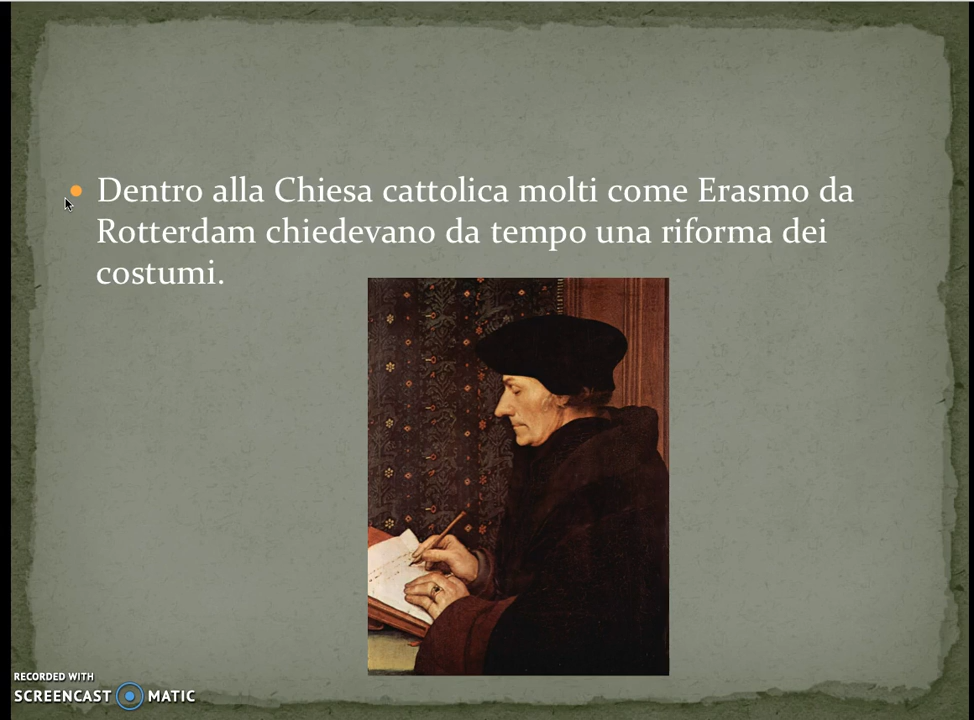 Dentro alla Chiesa cattolica molti come Erasmo da
Rotterdam chiedevano da tempo una riforma dei
costumi.
RECORDED WITH
SCREENCAST MATIC